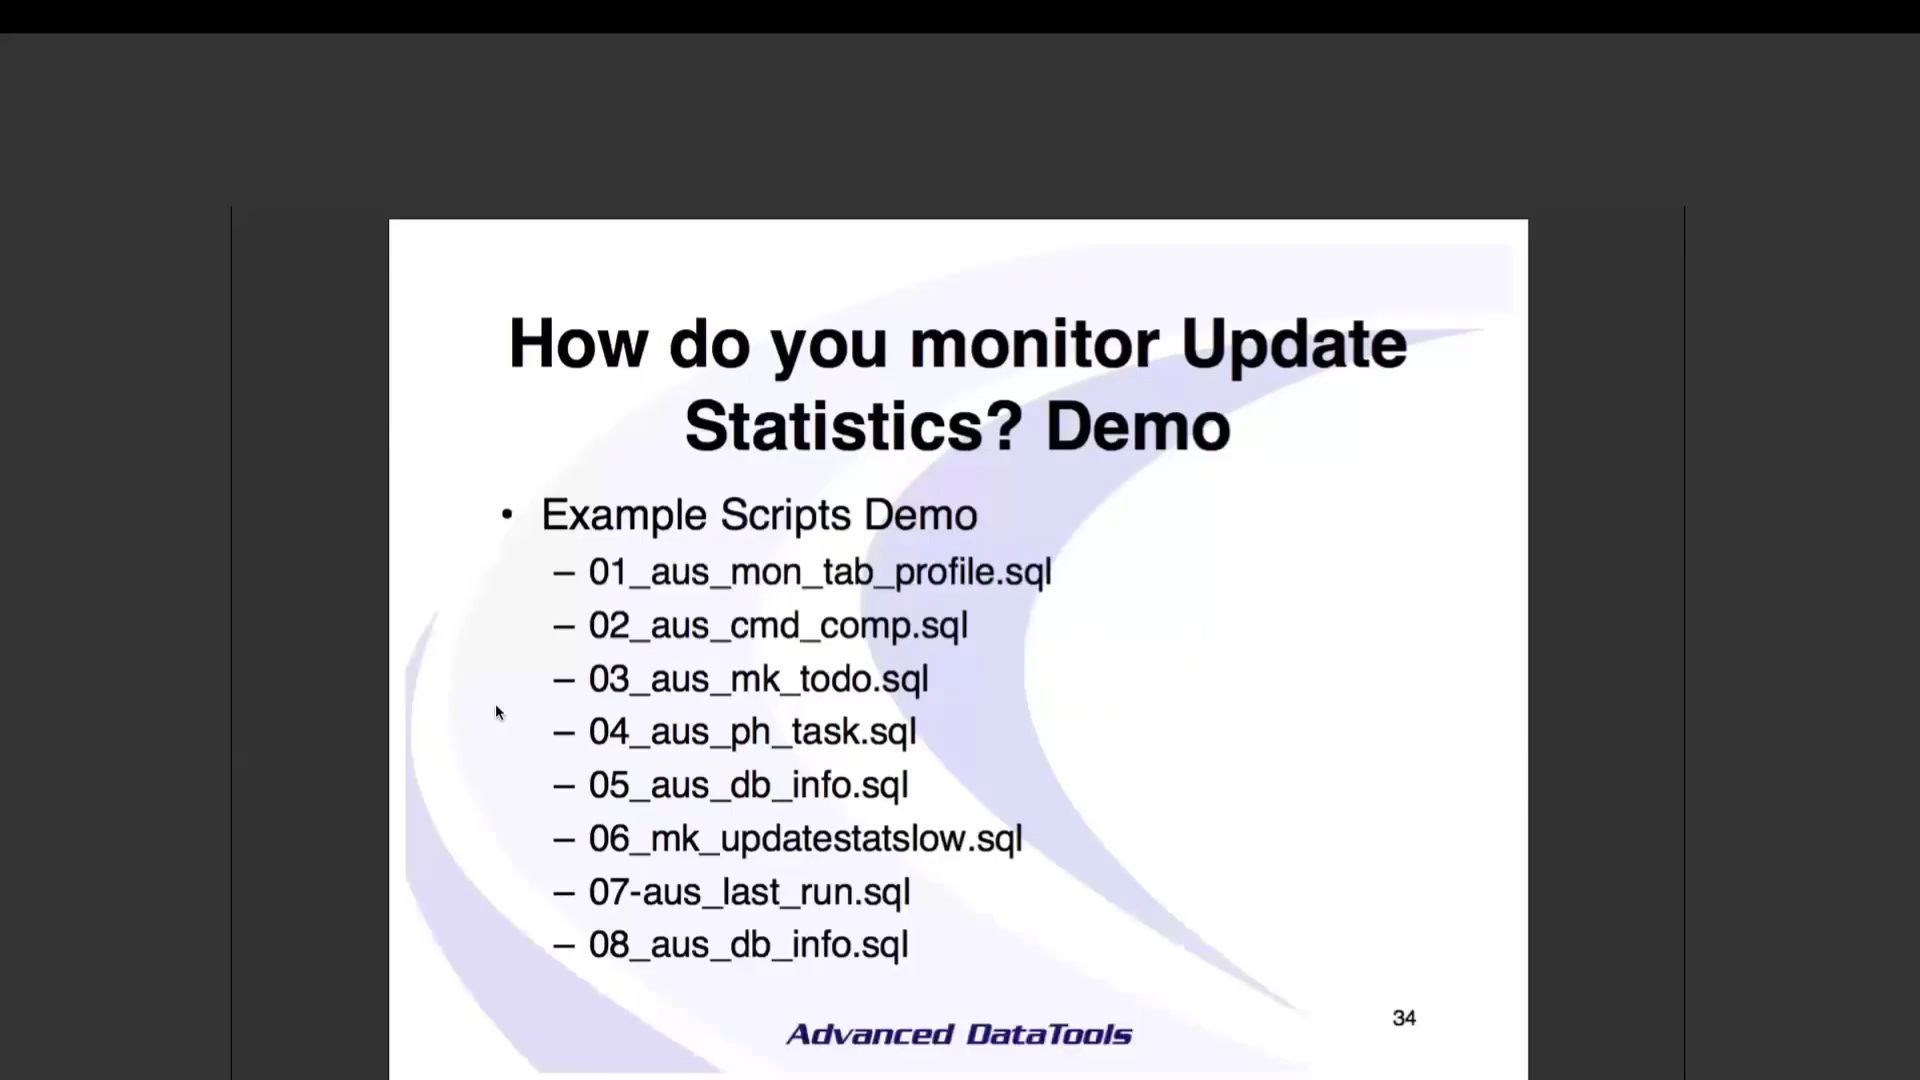 How do you monitor Update
Statistics? Demo
• Example Scripts Demo
– 01_aus_mon_tab_profile.sql
– 02_aus_cmd_comp.sql
– 03_aus_mk_todo.sql
– 04_aus_ph_task.sql
– 05_aus_db_info.sql
– 06_mk_updatestatslow.sql
– 07-aus_last_run.sql
– 08_aus_db_info.sql
34
Advanced DataTools